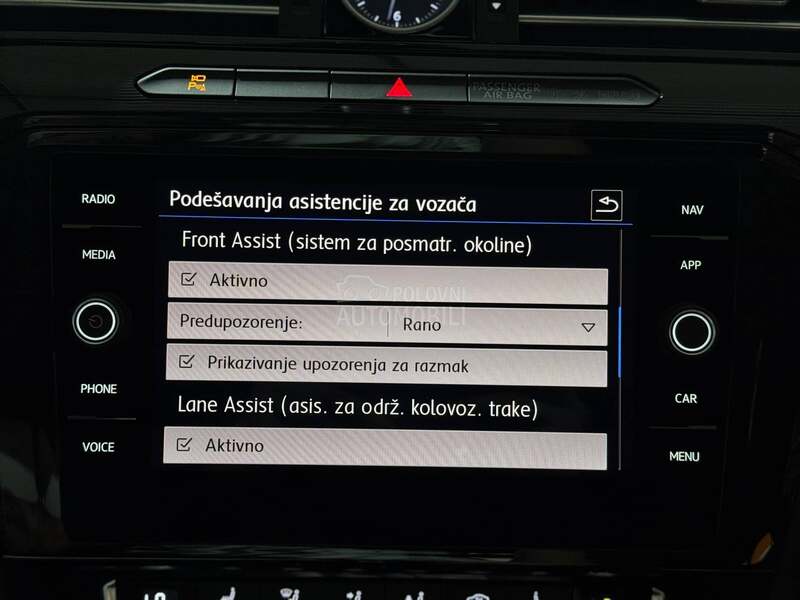 6
PASSENGER
AIR BAG
RADIO
Podešavanja asistencije za vozača
NAV
MEDIA
Front Assist (sistem za posmatr. okoline)
APP
Aktivno
POLOVNI
AUTOMOBILI
Predupozorenje: Rano
Prikazivanje upozorenja za razmak
PHONE
Lane Assist (asis. za održ. kolovoz. trake)
CAR
VOICE
Aktivno
MENU